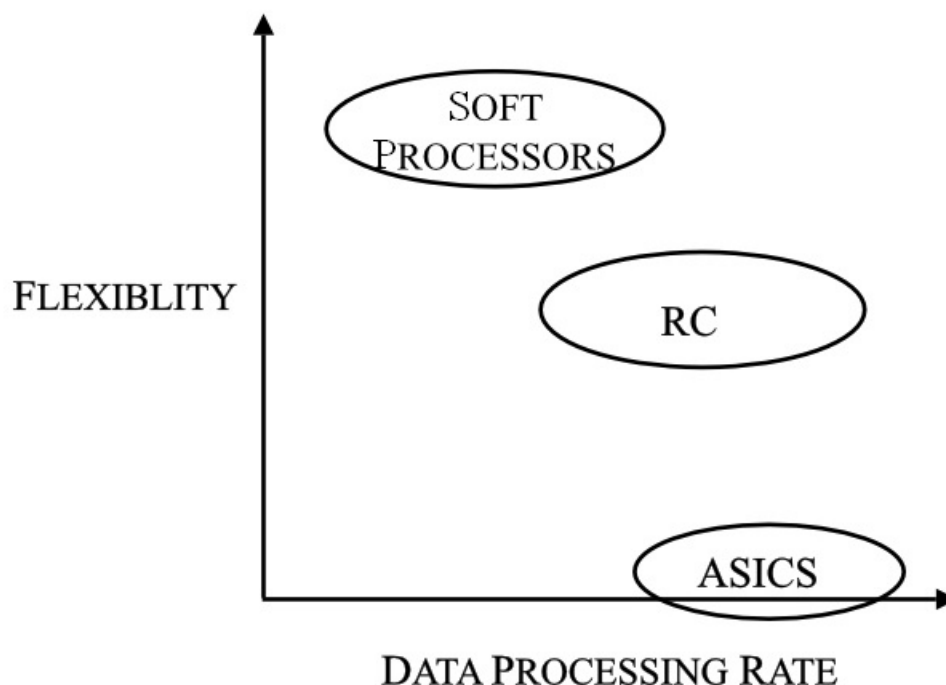 SOFT
PROCESSORS
FLEXIBLITY
RC
ASICS
DATA PROCESSING RATE